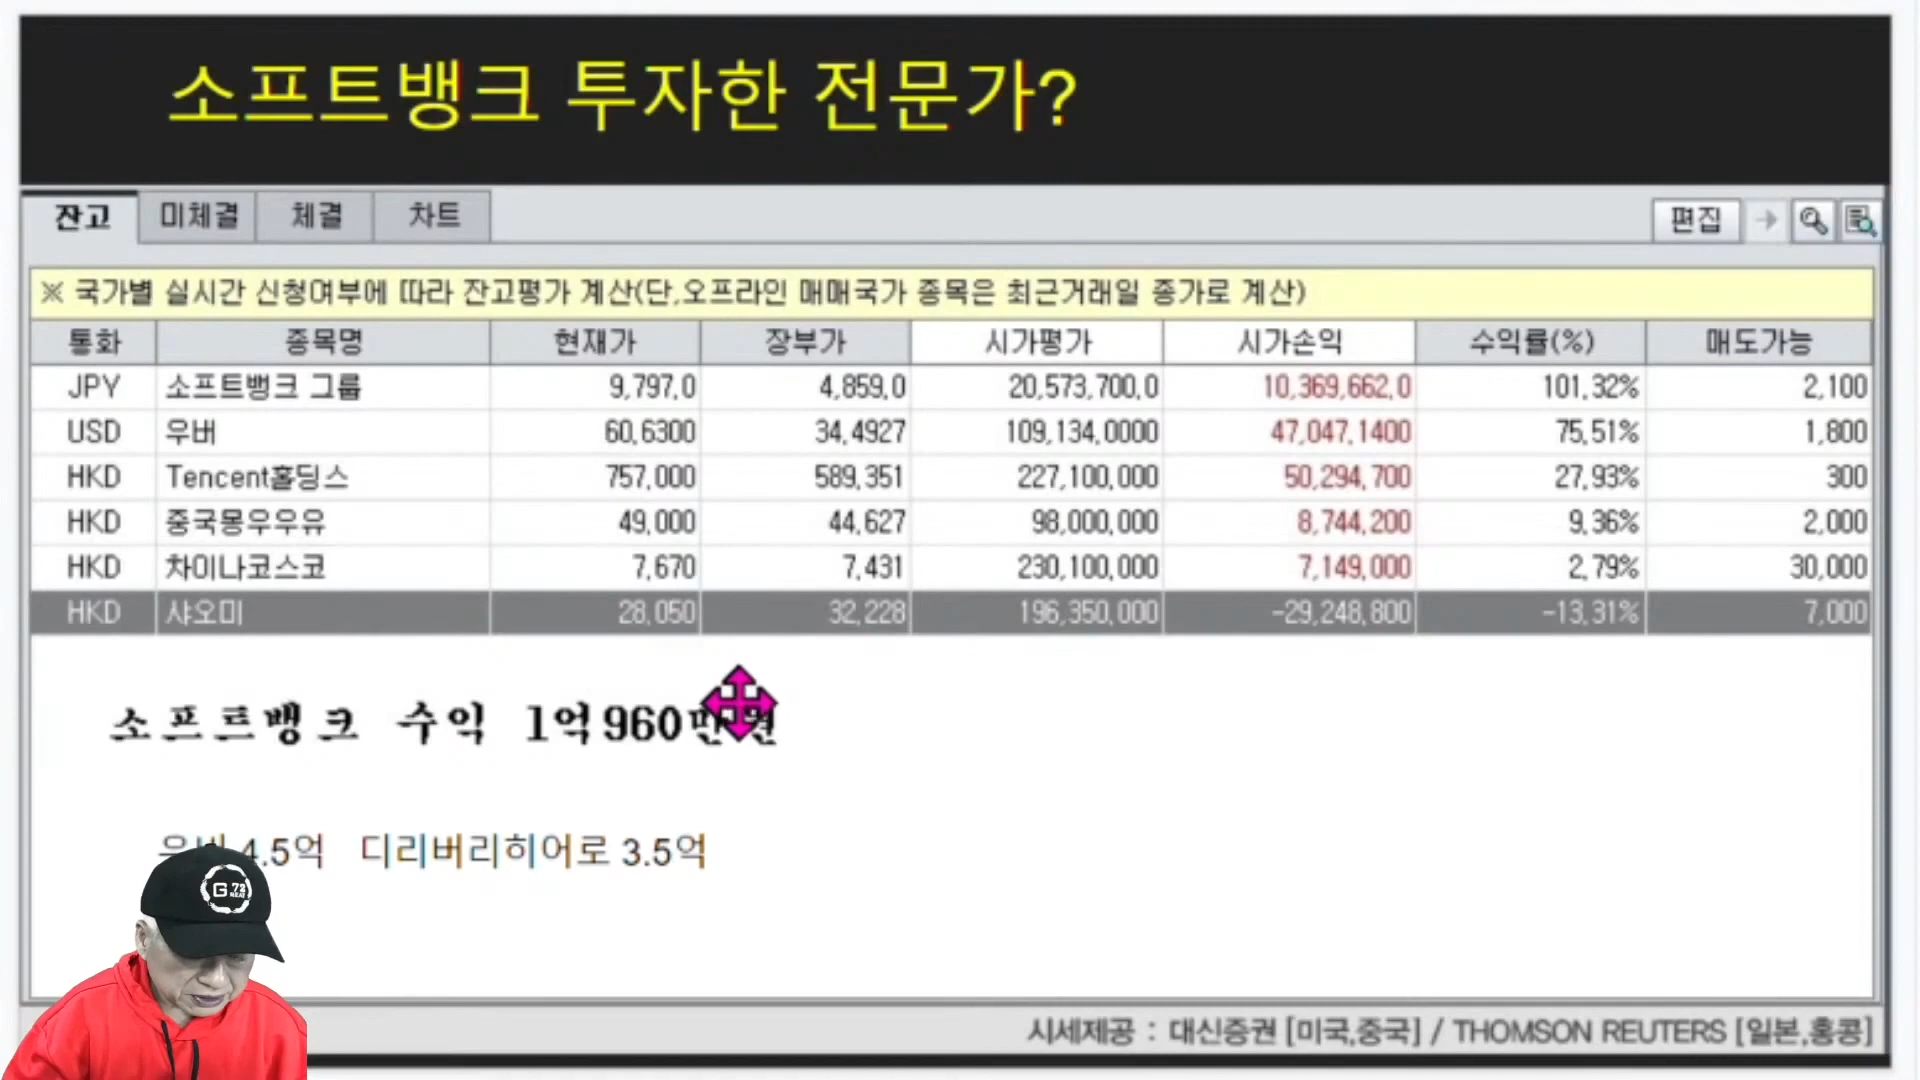 소프트뱅크 투자한 전문가?
잔고 미체결 체결 차트 편집
※ 국가별 실시간 신청여부에 따라 잔고평가 계산(단,오프라인 매매국가 종목은 최근거래일 종가로 계산)
통화 종목명 현재가 장부가 시가평가 시가손익 수익률(%) 매도가능
JPY 소프트뱅크 그룹 9,797,0 4,859,0 20,573,700,0 10,369,662,0 101,32% 2,100
USD 우버 60,6300 34,4927 109,134,0000 47,047,1400 75,51% 1,800
HKD Tencent홀딩스 757,000 589,351 227,100,000 50,294,700 27,93% 300
HKD 중국몽우우유 49,000 44,627 98,000,000 8,744,200 9,36% 2,000
HKD 차이나코스코 7,670 7,431 230,100,000 7,149,000 2,79% 30,000
HKD 샤오미 28,050 32,228 196,350,000 -29,248,800 -13,31% 7,000
소프트뱅크 수익 1억960만원
4.5억 디리버리히어로 3.5억
G.72
시세제공 : 대신증권 [미국,중국] / THOMSON REUTERS [일본,홍콩]